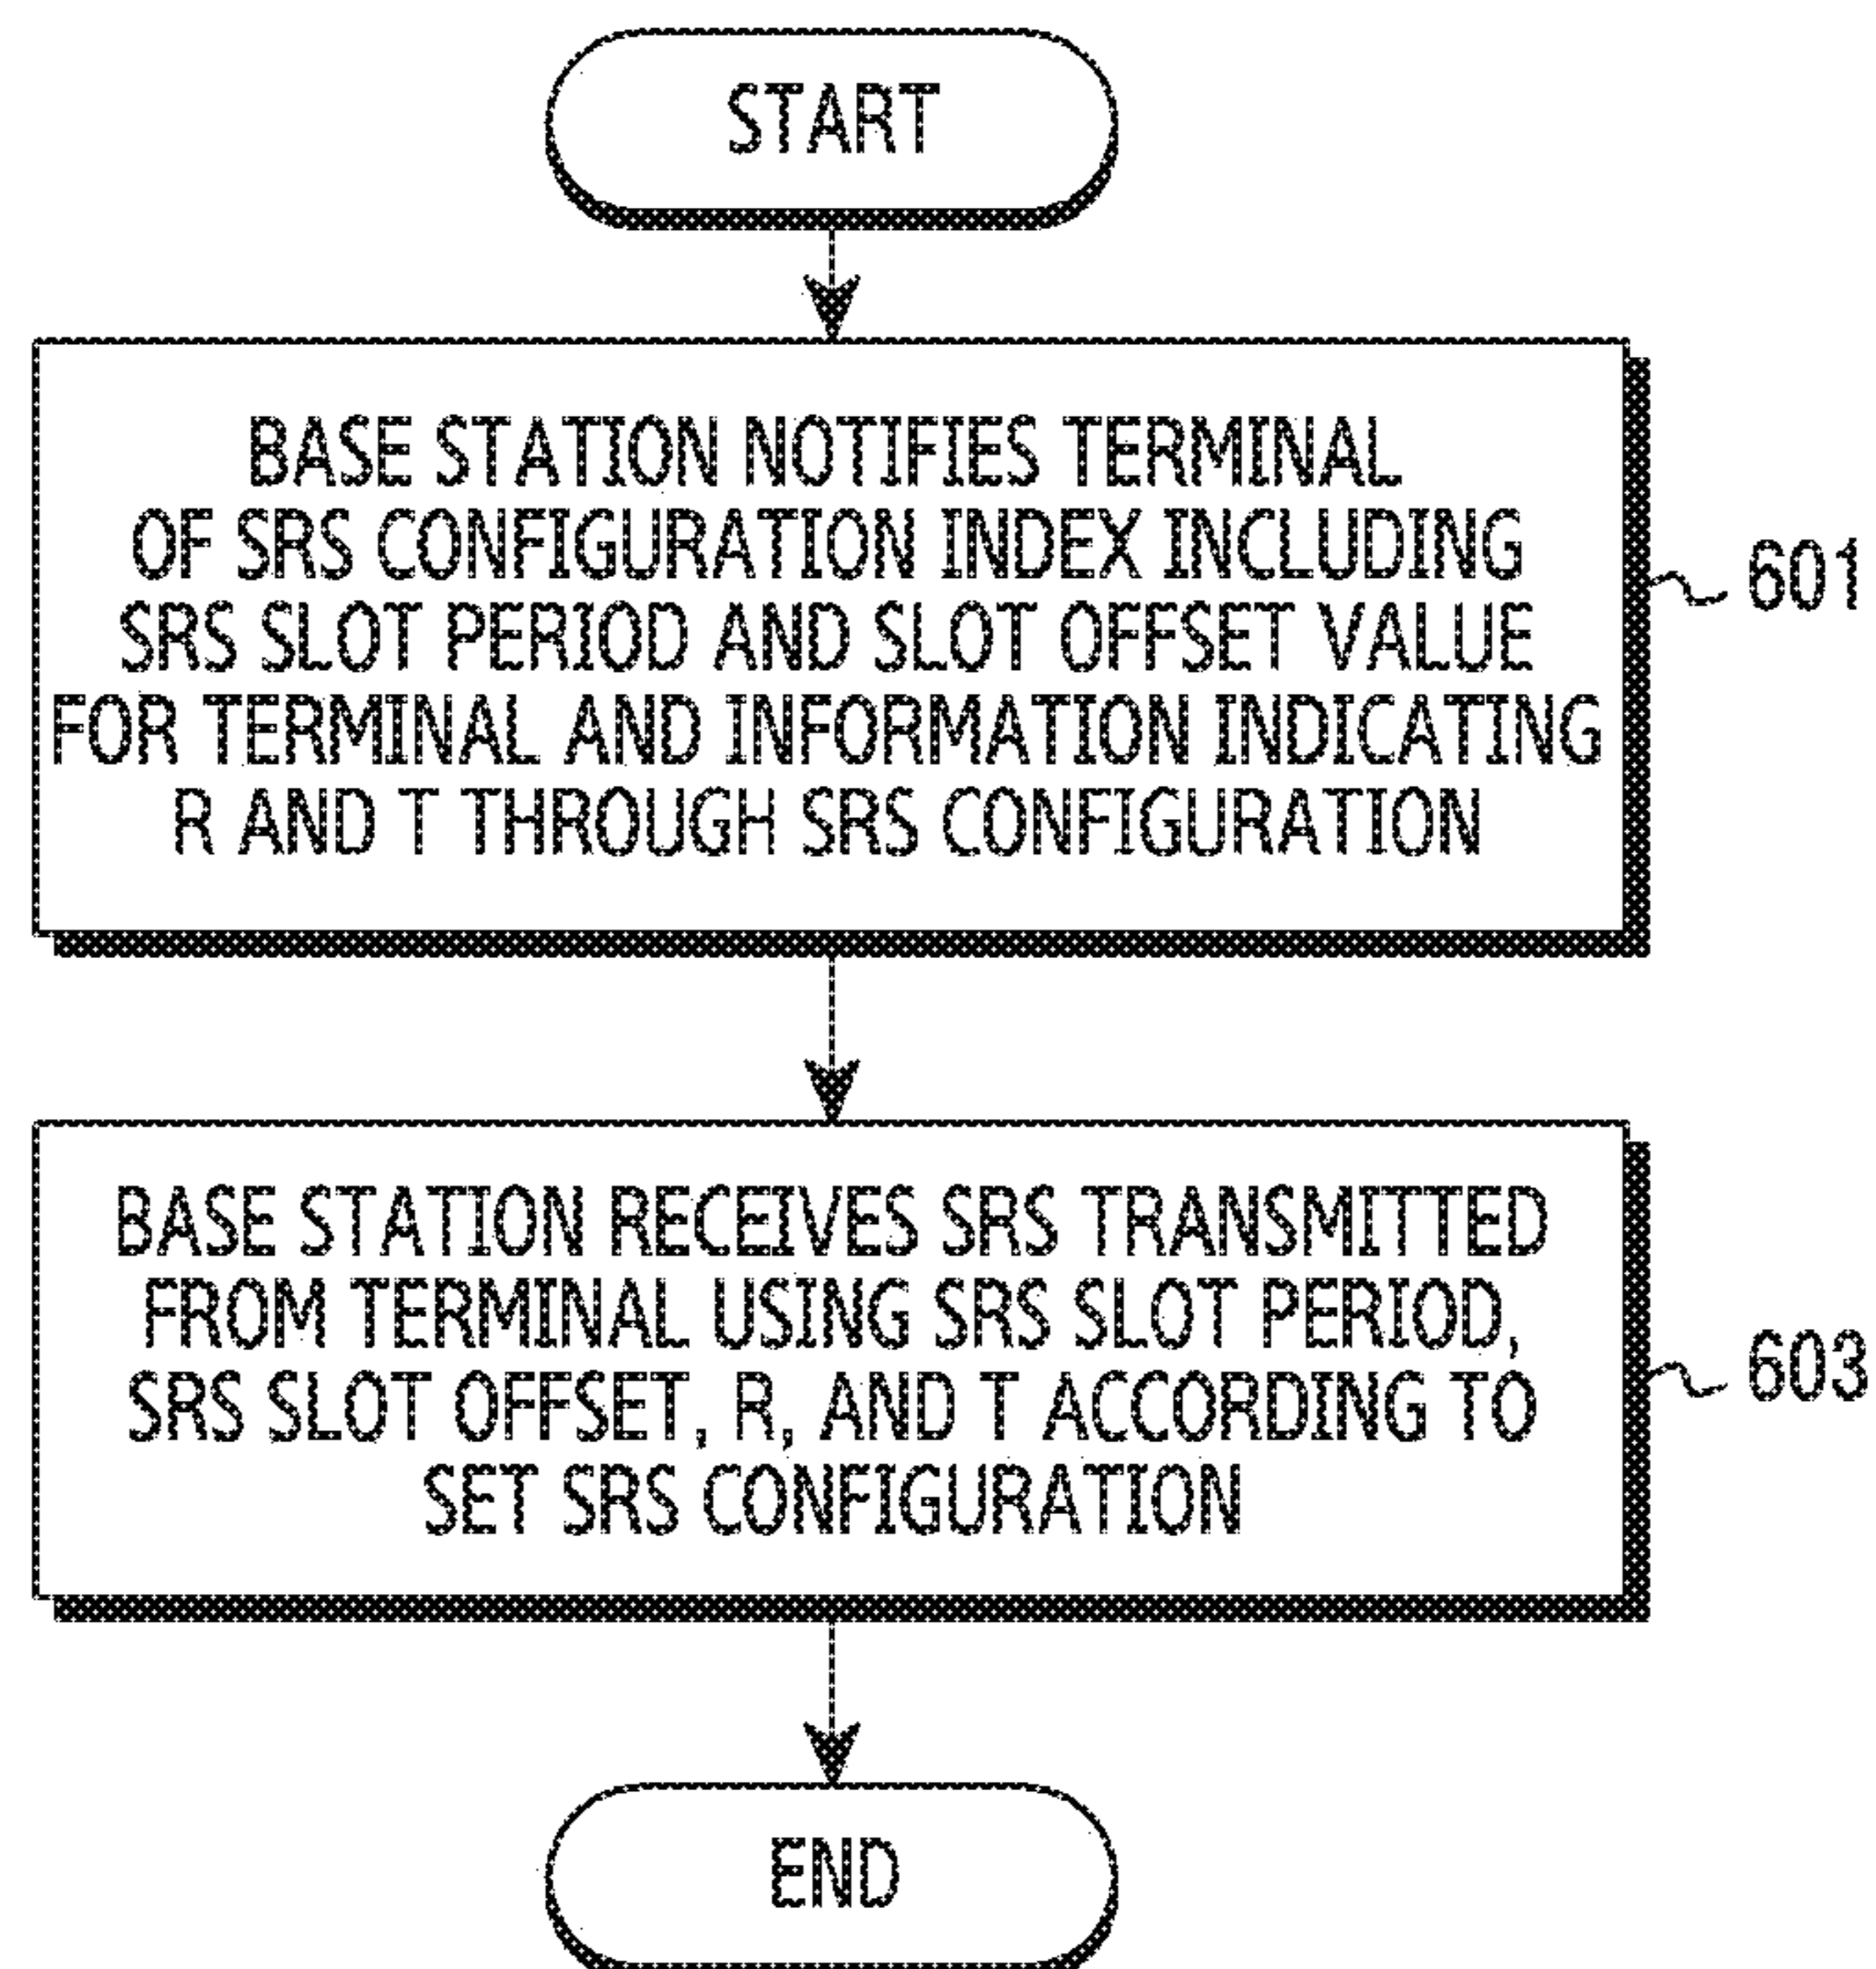 START
BASE STATION NOTIFIES TERMINAL
OF SRS CONFIGURATION INDEX INCLUDING
SRS SLOT PERIOD AND SLOT OFFSET VALUE
FOR TERMINAL AND INFORMATION INDICATING
R AND T THROUGH SRS CONFIGURATION
601
BASE STATION RECEIVES SRS TRANSMITTED
FROM TERMINAL USING SRS SLOT PERIOD,
SRS SLOT OFFSET, R, AND T ACCORDING TO
SET SRS CONFIGURATION
603
END